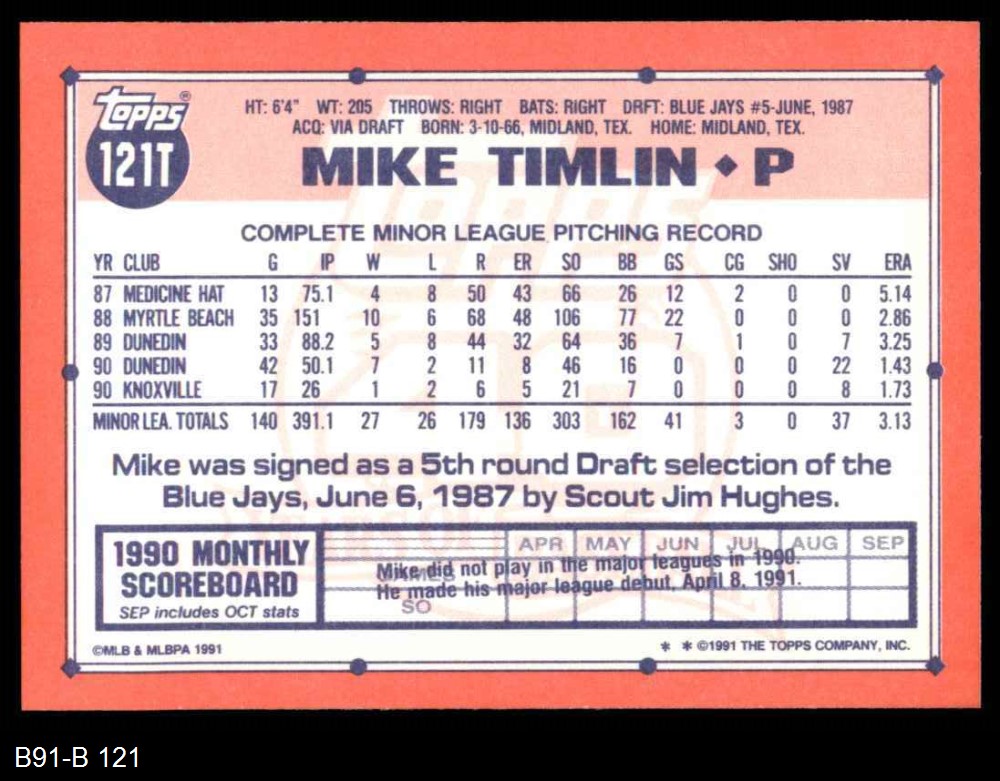 topps®
121T
HT: 6'4" WT: 205 THROWS: RIGHT BATS: RIGHT DRFT: BLUE JAYS #5-JUNE, 1987
ACQ: VIA DRAFT BORN: 3-10-66, MIDLAND, TEX. HOME: MIDLAND, TEX.
MIKE TIMLIN ♦ P
COMPLETE MINOR LEAGUE PITCHING RECORD
YR CLUB G IP W L R ER SO BB GS CG SHO SV ERA
87 MEDICINE HAT 13 75.1 4 8 50 43 66 26 12 2 0 0 5.14
88 MYRTLE BEACH 35 151 10 6 68 48 106 77 22 0 0 0 2.86
89 DUNEDIN 33 88.2 5 8 44 32 64 36 7 1 0 7 3.25
90 DUNEDIN 42 50.1 7 2 11 8 46 16 0 0 0 22 1.43
90 KNOXVILLE 17 26 1 2 6 5 21 7 0 0 0 8 1.73
MINOR LEA. TOTALS 140 391.1 27 26 179 136 303 162 41 3 0 37 3.13
Mike was signed as a 5th round Draft selection of the
Blue Jays, June 6, 1987 by Scout Jim Hughes.
1990 MONTHLY
SCOREBOARD
SEP includes OCT stats
APR MAY JUN JUL AUG SEP
GAMES
SO
Mike did not play in the major leagues in 1990.
He made his major league debut, April 8, 1991.
©MLB & MLBPA 1991
* * ©1991 THE TOPPS COMPANY, INC.
B91-B 121